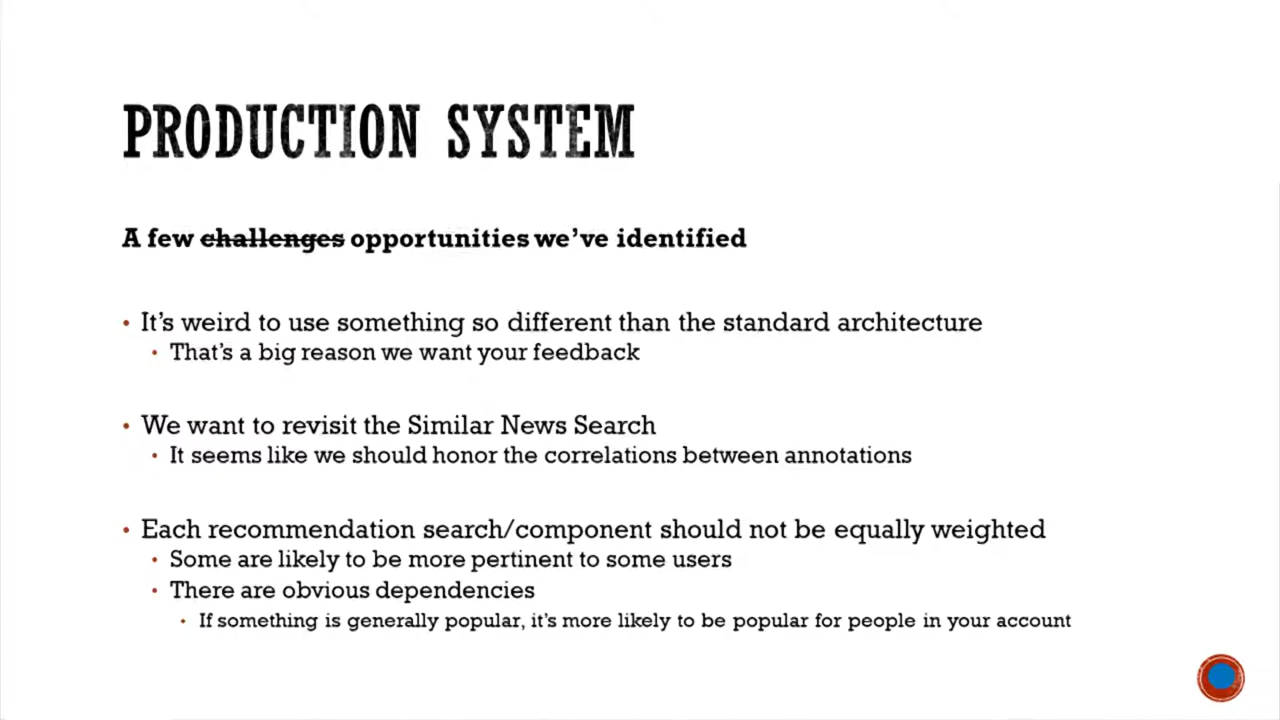 PRODUCTION SYSTEM
A few challenges opportunities we've identified
• It's weird to use something so different than the standard architecture
• That's a big reason we want your feedback
• We want to revisit the Similar News Search
• It seems like we should honor the correlations between annotations
• Each recommendation search/component should not be equally weighted
• Some are likely to be more pertinent to some users
• There are obvious dependencies
• If something is generally popular, it's more likely to be popular for people in your account